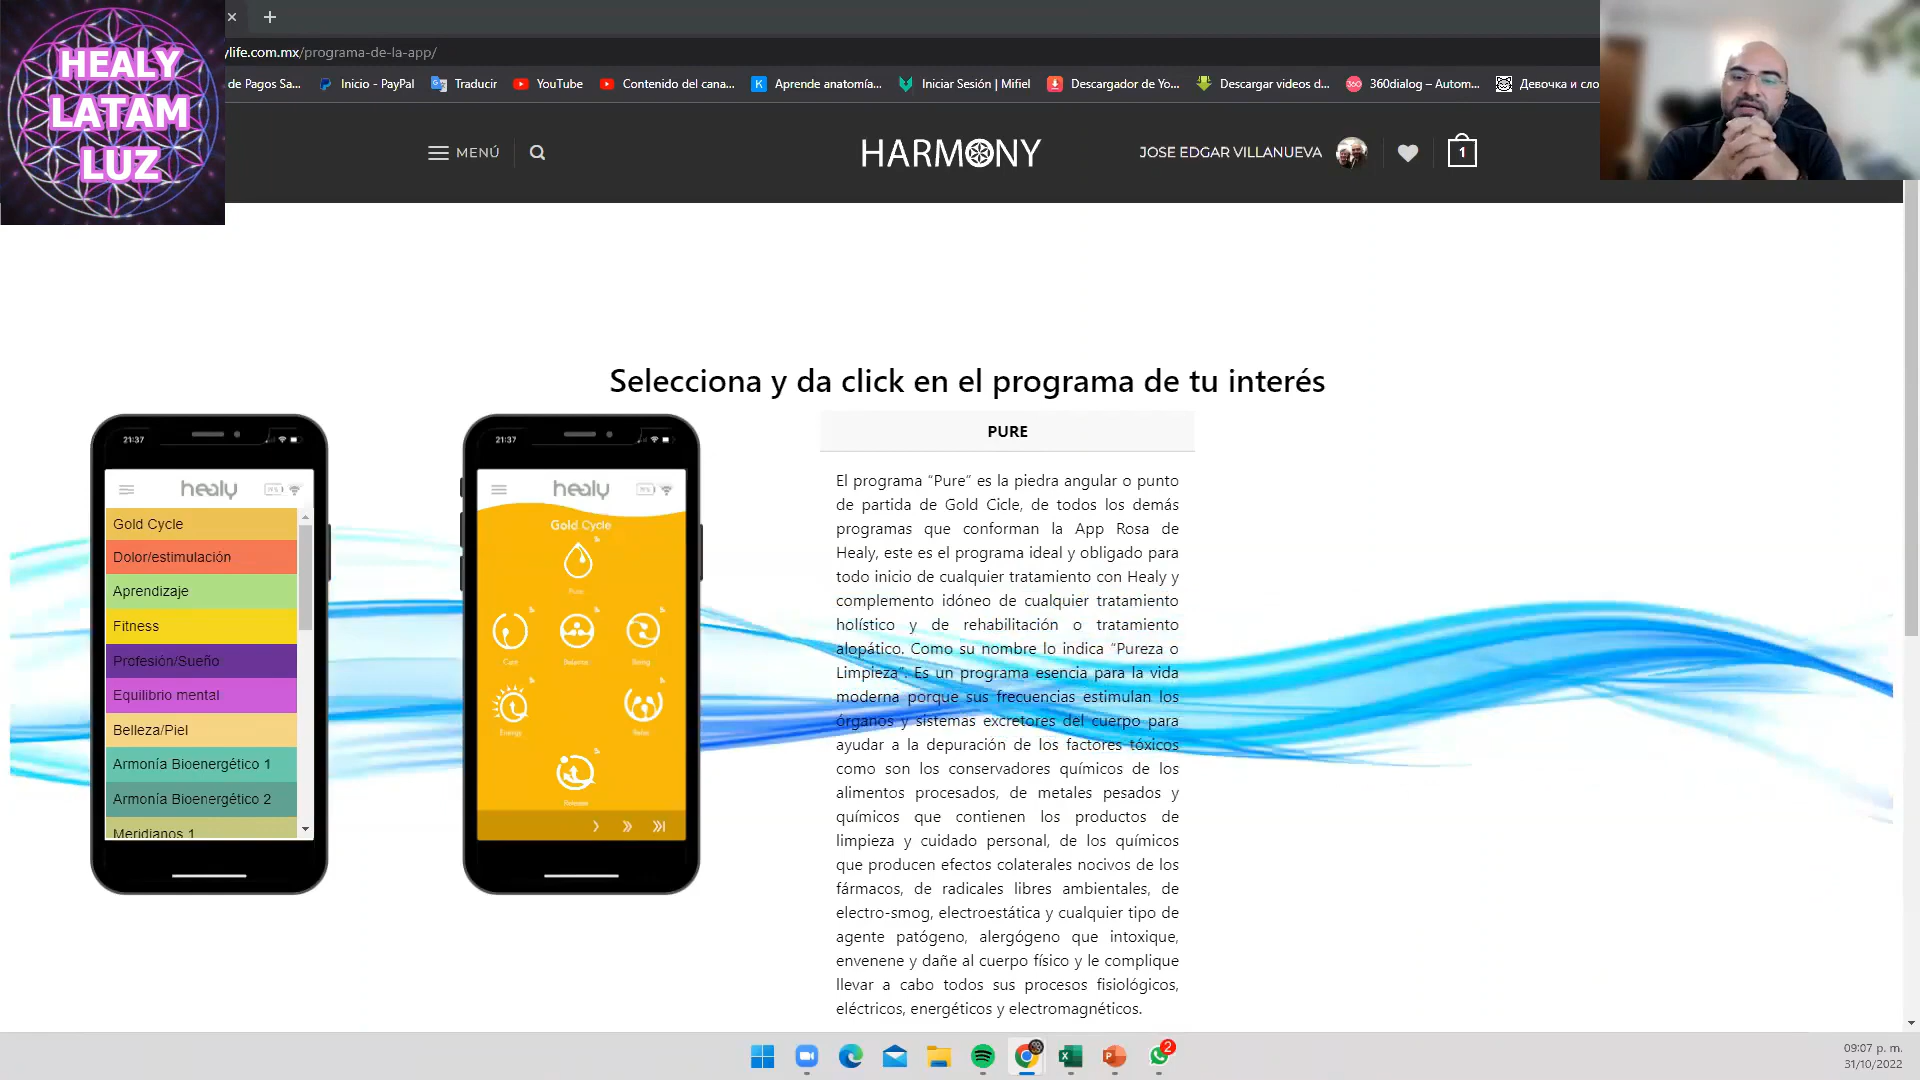 HEALY
LATAM
LUZ
ylife.com.mx/programa-de-la-app/
de Pagos Sa...
Inicio - PayPal
Traducir
YouTube
Contenido del cana...
Aprende anatomía...
Iniciar Sesión | Mifiel
Descargador de Yo...
Descargar videos d...
360dialog – Autom...
Девочка и сло
MENÚ
HARMONY
JOSE EDGAR VILLANUEVA
1
Selecciona y da click en el programa de tu interés
21:37
healy
Gold Cycle
Dolor/estimulación
Aprendizaje
Fitness
Profesión/Sueño
Equilibrio mental
Belleza/Piel
Armonía Bioenergético 1
Armonía Bioenergético 2
Meridianos 1
21:37
healy
Gold Cycle
Pure
Care
Balance
Being
Energy
Relax
Release
PURE
El programa “Pure” es la piedra angular o punto
de partida de Gold Cicle, de todos los demás
programas que conforman la App Rosa de
Healy, este es el programa ideal y obligado para
todo inicio de cualquier tratamiento con Healy y
complemento idóneo de cualquier tratamiento
holístico y de rehabilitación o tratamiento
alopático. Como su nombre lo indica “Pureza o
Limpieza”. Es un programa esencia para la vida
moderna porque sus frecuencias estimulan los
órganos y sistemas excretores del cuerpo para
ayudar a la depuración de los factores tóxicos
como son los conservadores químicos de los
alimentos procesados, de metales pesados y
químicos que contienen los productos de
limpieza y cuidado personal, de los químicos
que producen efectos colaterales nocivos de los
fármacos, de radicales libres ambientales, de
electro-smog, electroestática y cualquier tipo de
agente patógeno, alergógeno que intoxique,
envenene y dañe al cuerpo físico y le complique
llevar a cabo todos sus procesos fisiológicos,
eléctricos, energéticos y electromagnéticos.
2
09:07 p. m.
31/10/2022